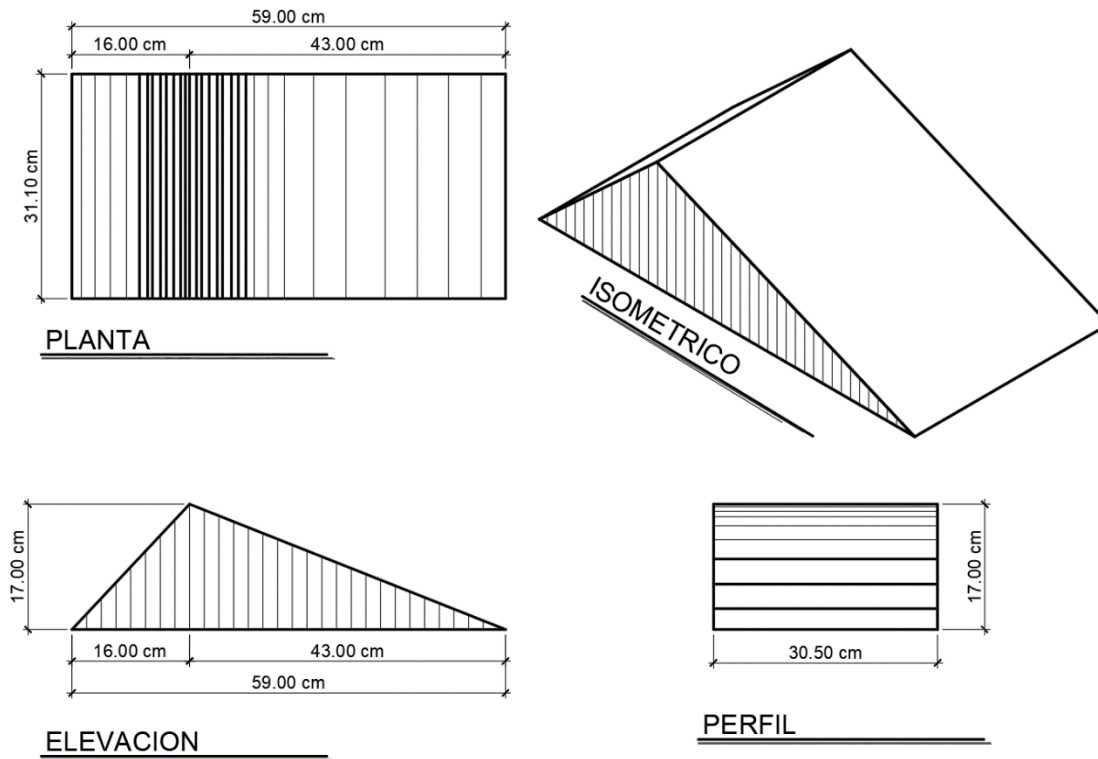 59.00 cm
16.00 cm
43.00 cm
31.10 cm
PLANTA
ISOMETRICO
17.00 cm
16.00 cm
43.00 cm
59.00 cm
ELEVACION
17.00 cm
30.50 cm
PERFIL